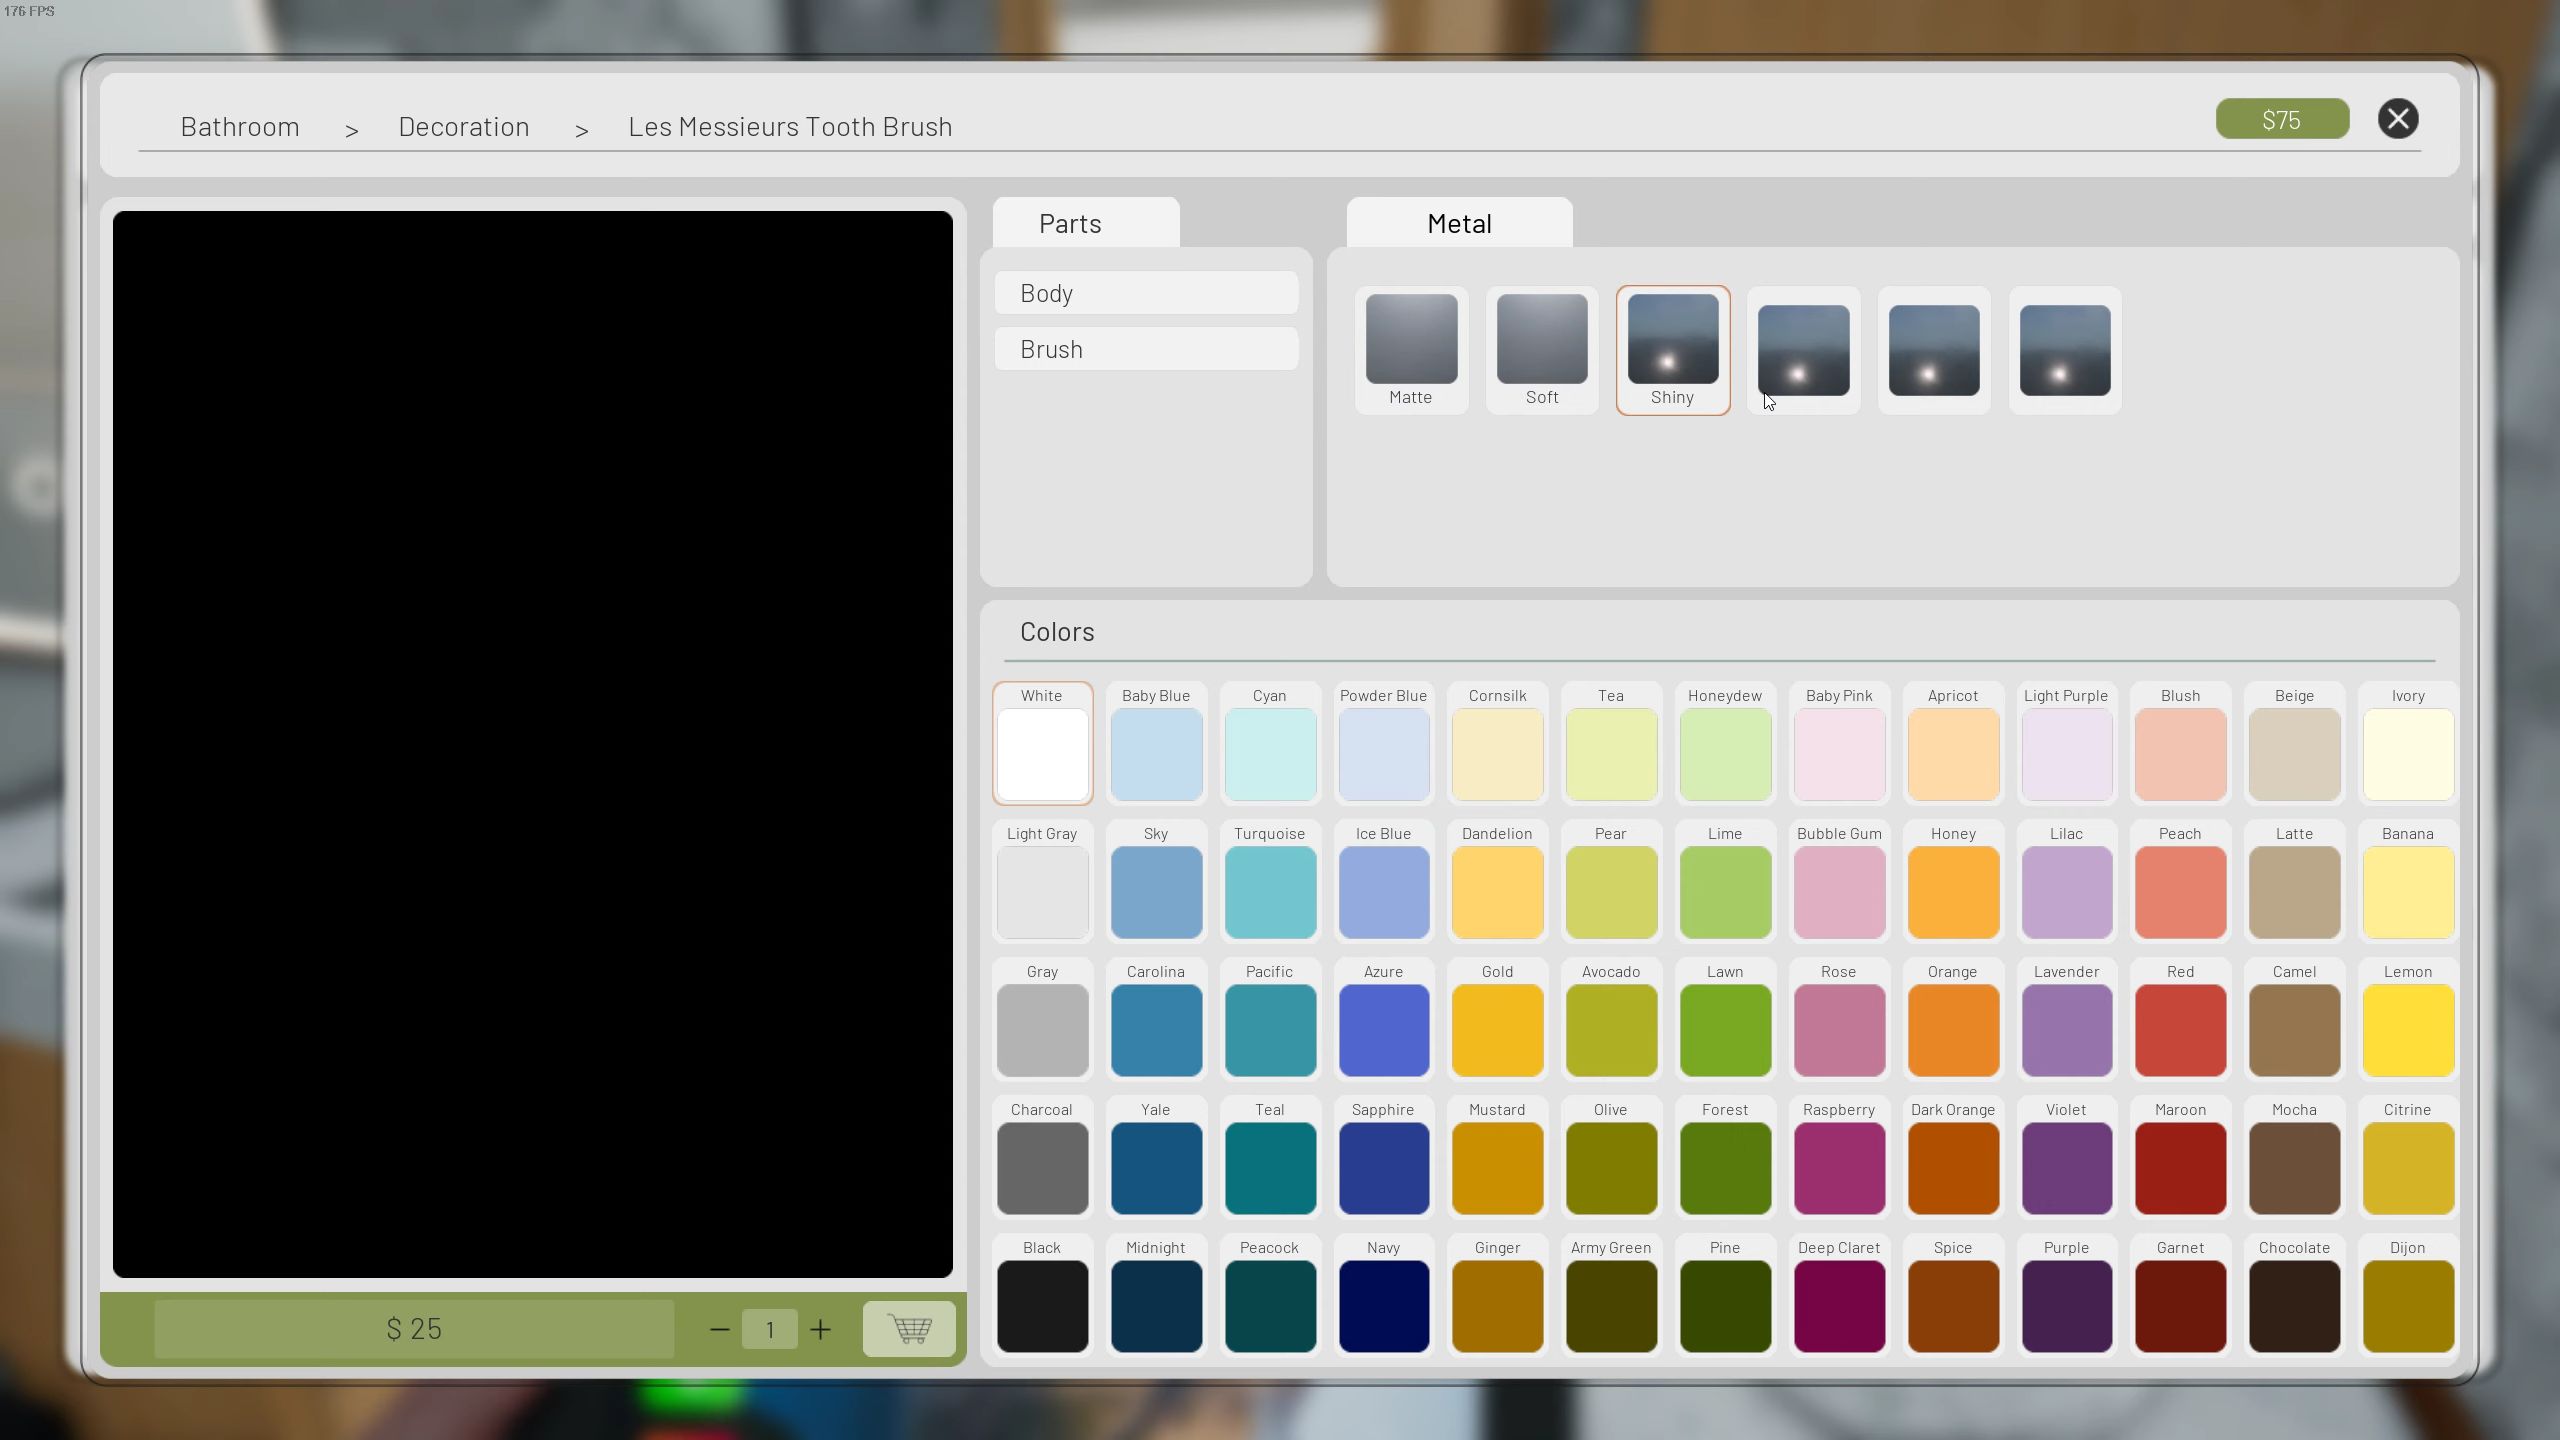 176 FPS
Bathroom > Decoration > Les Messieurs Tooth Brush
$75
Parts
Metal
Body
Brush
Matte Soft Shiny
Colors
White Baby Blue Cyan Powder Blue Cornsilk Tea Honeydew Baby Pink Apricot Light Purple Blush Beige Ivory
Light Gray Sky Turquoise Ice Blue Dandelion Pear Lime Bubble Gum Honey Lilac Peach Latte Banana
Gray Carolina Pacific Azure Gold Avocado Lawn Rose Orange Lavender Red Camel Lemon
Charcoal Yale Teal Sapphire Mustard Olive Forest Raspberry Dark Orange Violet Maroon Mocha Citrine
Black Midnight Peacock Navy Ginger Army Green Pine Deep Claret Spice Purple Garnet Chocolate Dijon
$ 25 − 1 +